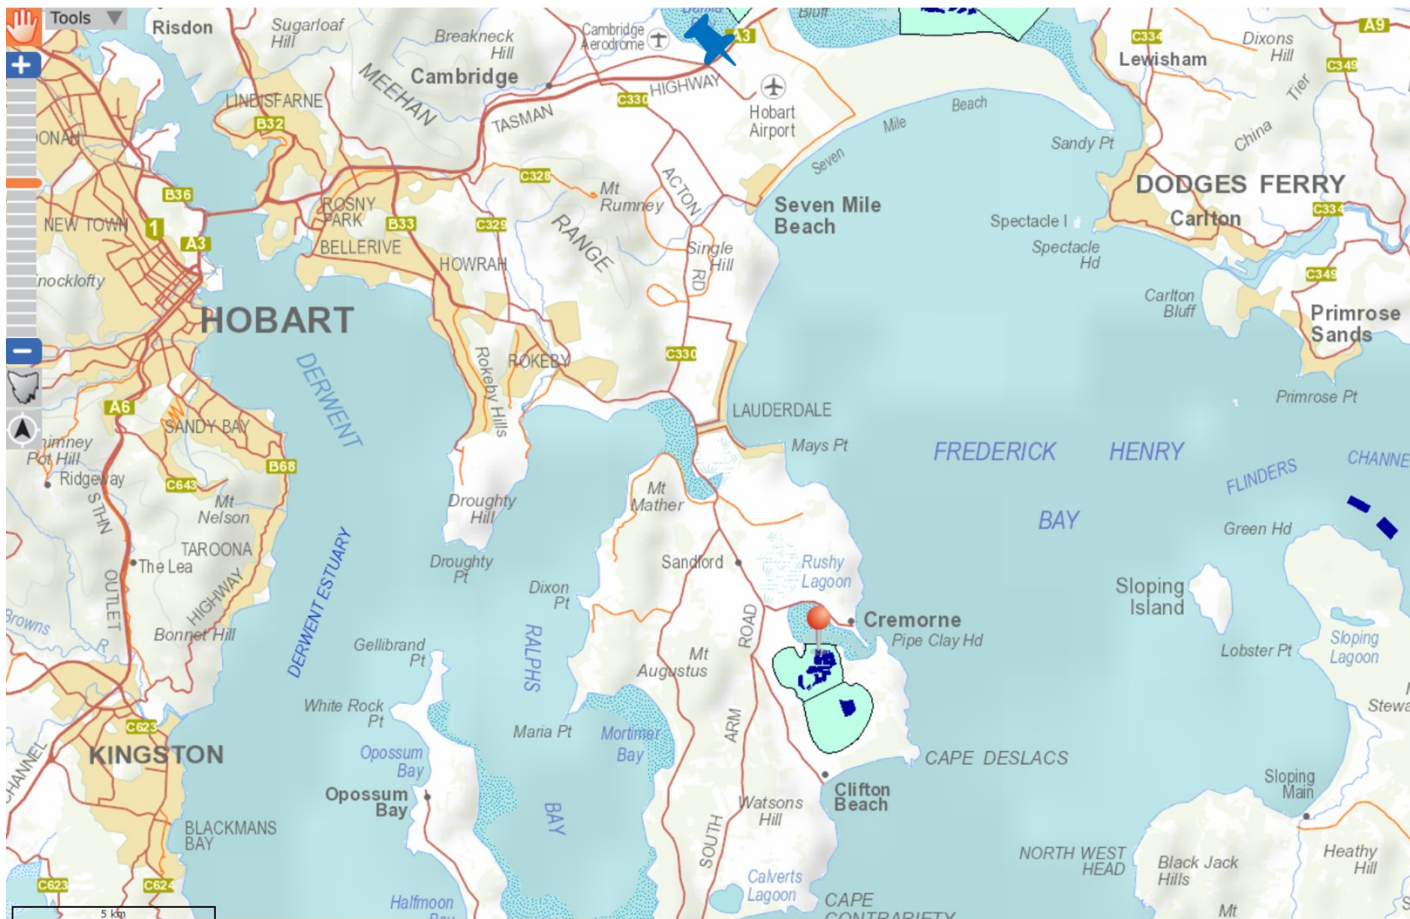 Tools
Risdon
Sugarloaf
Hill
Breakneck
Hill
Cambridge
Aerodrome
A3
Bluff
C334
Lewisham
Dixons
Hill
A9
C349
Tier
China
MEEHAN
Cambridge
HIGHWAY
TASMAN
C330
Hobart
Airport
Seven
Mile
Beach
Sandy Pt
LINDISFARNE
B32
B36
NEW TOWN
1
A3
ROSNY
PARK
BELLERIVE
B33
C328
C329
HOWRAH
Mt
Rumney
RANGE
ACTON
RD
Single
Hill
Seven Mile
Beach
DODGES FERRY
Carlton
C334
Spectacle I
Spectacle
Hd
C349
Carlton
Bluff
Primrose
Sands
Primrose Pt
HOBART
DERWENT
Rokeby Hills
ROKEBY
C330
LAUDERDALE
Mays Pt
FREDERICK HENRY
BAY
FLINDERS
CHANNE
Green Hd
A6
SANDY BAY
Pot Hill
Ridgeway
C643
B68
Mt
Nelson
TAROONA
STHN
OUTLET
The Lea
HIGHWAY
Bonnet Hill
Browns
R
DERWENT ESTUARY
Droughty
Hill
Droughty
Pt
Mt
Mather
Sandford
Rushy
Lagoon
Dixon
Pt
Gellibrand
Pt
RALPHS
BAY
Mt
Augustus
ROAD
ARM
SOUTH
Cremorne
Pipe Clay Hd
Sloping
Island
Lobster Pt
Sloping
Lagoon
White Rock
Pt
Maria Pt
Mortimer
Bay
Opossum
Bay
Opossum
Bay
CAPE DESLACS
Clifton
Beach
Watsons
Hill
Sloping
Main
C623
KINGSTON
CHANNEL
BLACKMANS
BAY
C623
C624
5 km
Halfmoon
Calverts
Lagoon
CAPE
CONTRARIETY
NORTH WEST
HEAD
Black Jack
Hills
Heathy
Hill
Mt